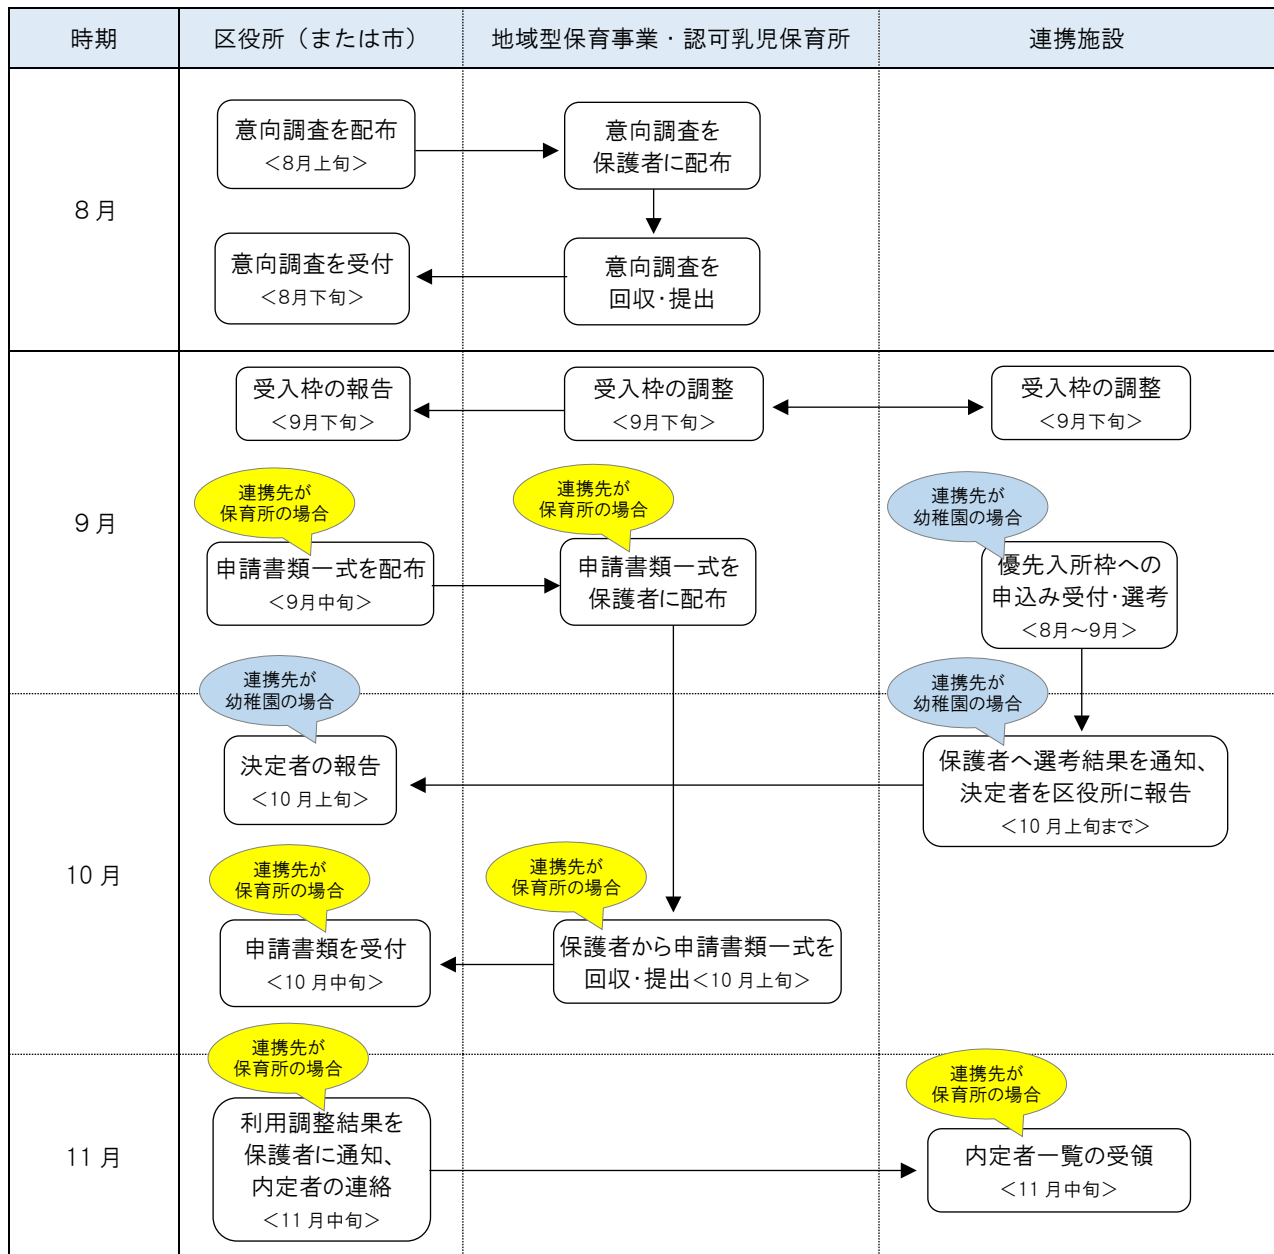 時期
区役所（または市）
地域型保育事業・認可乳児保育所
連携施設
8月
意向調査を配布
＜8月上旬＞
意向調査を
保護者に配布
意向調査を受付
＜8月下旬＞
意向調査を
回収・提出
9月
受入枠の報告
＜9月下旬＞
受入枠の調整
＜9月下旬＞
受入枠の調整
＜9月下旬＞
連携先が
保育所の場合
申請書類一式を配布
＜9月中旬＞
連携先が
保育所の場合
申請書類一式を
保護者に配布
連携先が
幼稚園の場合
優先入所枠への
申込み受付・選考
＜8月～9月＞
10月
連携先が
幼稚園の場合
決定者の報告
＜10月上旬＞
連携先が
幼稚園の場合
保護者へ選考結果を通知、
決定者を区役所に報告
＜10月上旬まで＞
連携先が
保育所の場合
申請書類を受付
＜10月中旬＞
連携先が
保育所の場合
保護者から申請書類一式を
回収・提出＜10月上旬＞
11月
連携先が
保育所の場合
利用調整結果を
保護者に通知、
内定者の連絡
＜11月中旬＞
連携先が
保育所の場合
内定者一覧の受領
＜11月中旬＞